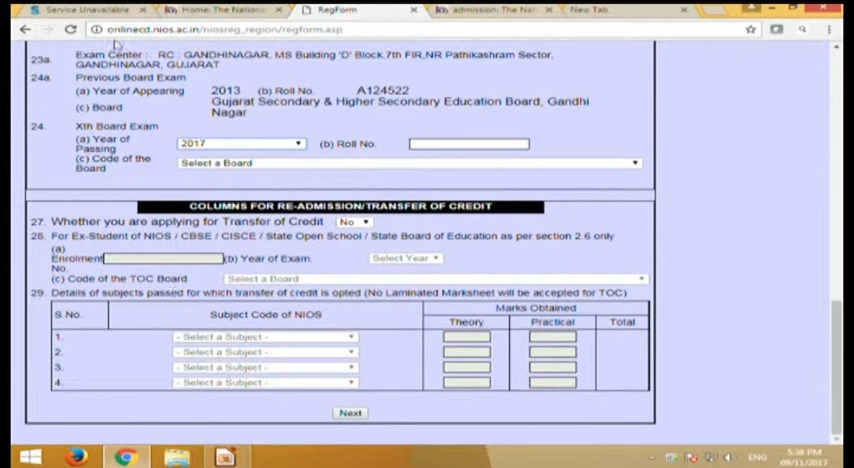 Service Unavailable
Home: The Nationa
RegForm
admission: The Nat
New Tab
onlinecd.nios.ac.in/niosreg_region/regform.asp
23a. Exam Center : RC : GANDHINAGAR, MS Building 'D' Block,7th FIR,NR Pathikashram Sector,
GANDHINAGAR, GUJARAT
24a. Previous Board Exam
(a) Year of Appearing 2013 (b) Roll No. A124522
(c) Board Gujarat Secondary & Higher Secondary Education Board, Gandhi
Nagar
24. Xth Board Exam
(a) Year of Passing 2017 (b) Roll No.
(c) Code of the Board Select a Board
COLUMNS FOR RE-ADMISSION/TRANSFER OF CREDIT
27. Whether you are applying for Transfer of Credit No
28. For Ex-Student of NIOS / CBSE / CISCE / State Open School / State Board of Education as per section 2.6 only
(a) Enrolment No. (b) Year of Exam. Select Year
(c) Code of the TOC Board Select a Board
29. Details of subjects passed for which transfer of credit is opted (No Laminated Marksheet will be accepted for TOC)
S.No. Subject Code of NIOS Marks Obtained
Theory Practical Total
1. - Select a Subject -
2. - Select a Subject -
3. - Select a Subject -
4. - Select a Subject -
Next
ENG
5:38 PM
09/11/2017